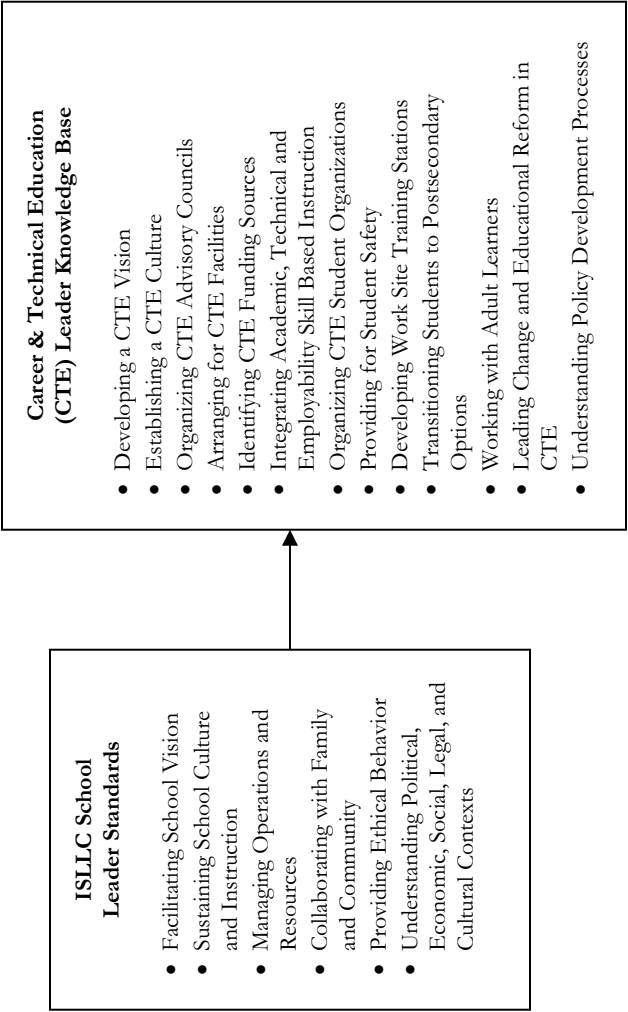 ISLLC School
Leader Standards
• Facilitating School Vision
• Sustaining School Culture
and Instruction
• Managing Operations and
Resources
• Collaborating with Family
and Community
• Providing Ethical Behavior
• Understanding Political,
Economic, Social, Legal, and
Cultural Contexts
Career & Technical Education
(CTE) Leader Knowledge Base
• Developing a CTE Vision
• Establishing a CTE Culture
• Organizing CTE Advisory Councils
• Arranging for CTE Facilities
• Identifying CTE Funding Sources
• Integrating Academic, Technical and
Employability Skill Based Instruction
• Organizing CTE Student Organizations
• Providing for Student Safety
• Developing Work Site Training Stations
• Transitioning Students to Postsecondary
Options
• Working with Adult Learners
• Leading Change and Educational Reform in
CTE
• Understanding Policy Development Processes